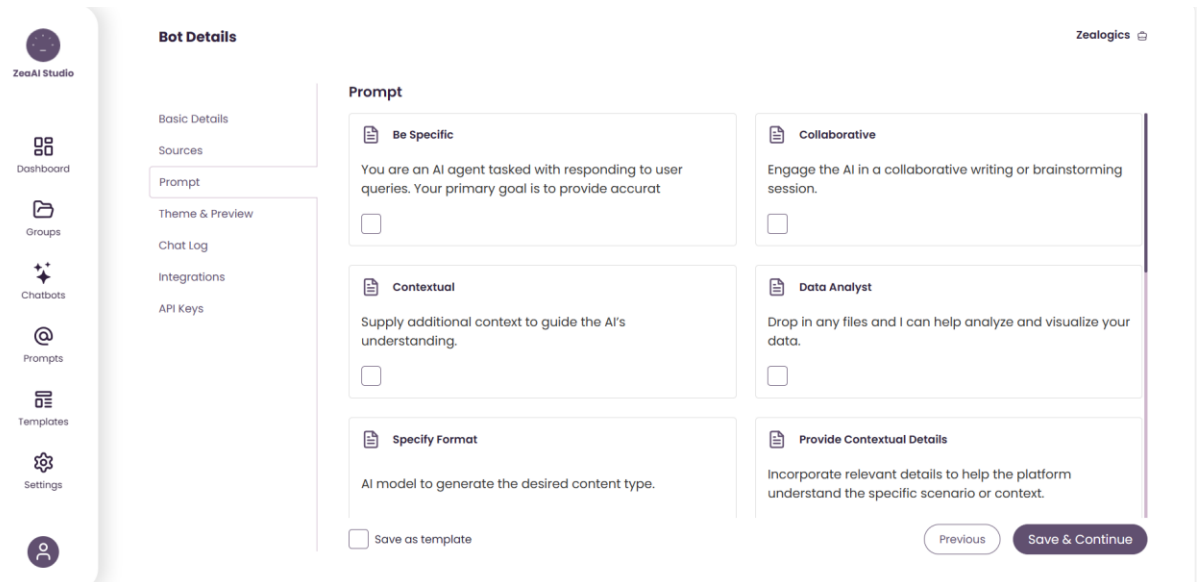 Bot Details
Zealogics
ZeaAI Studio
Dashboard
Groups
Chatbots
Prompts
Templates
Settings
Basic Details
Sources
Prompt
Theme & Preview
Chat Log
Integrations
API Keys
Prompt
Be Specific
You are an AI agent tasked with responding to user
queries. Your primary goal is to provide accurat
Collaborative
Engage the AI in a collaborative writing or brainstorming
session.
Contextual
Supply additional context to guide the AI's
understanding.
Data Analyst
Drop in any files and I can help analyze and visualize your
data.
Specify Format
AI model to generate the desired content type.
Provide Contextual Details
Incorporate relevant details to help the platform
understand the specific scenario or context.
Save as template
Previous
Save & Continue